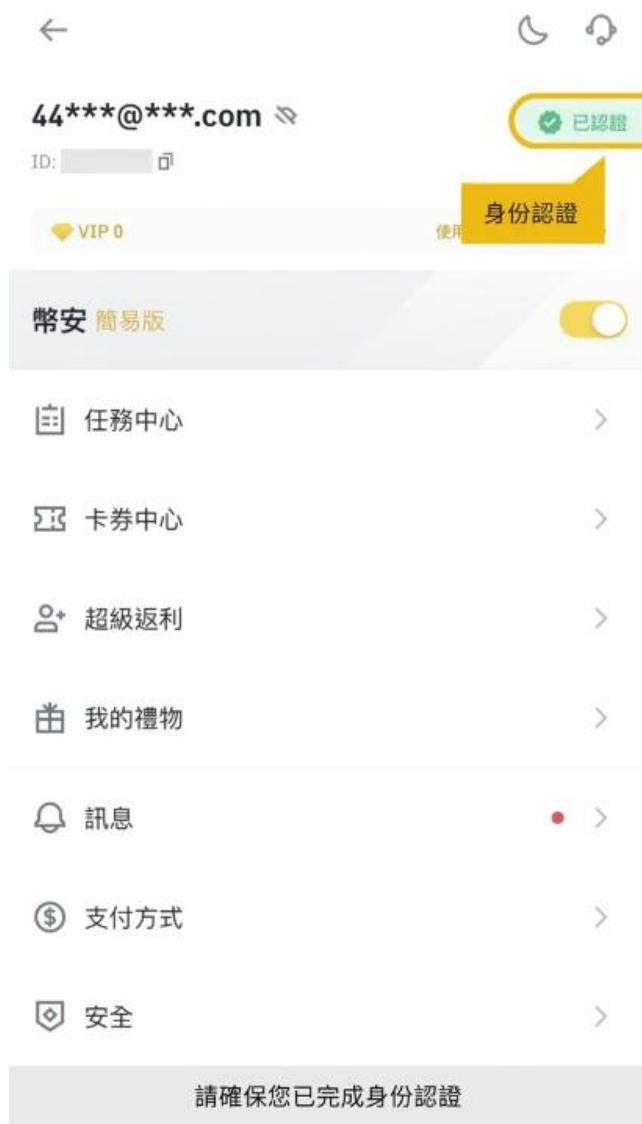 44***@***.com
已認證
ID:
身份認證
VIP 0
使用
幣安 簡易版
任務中心
卡券中心
超級返利
我的禮物
訊息
支付方式
安全
請確保您已完成身份認證